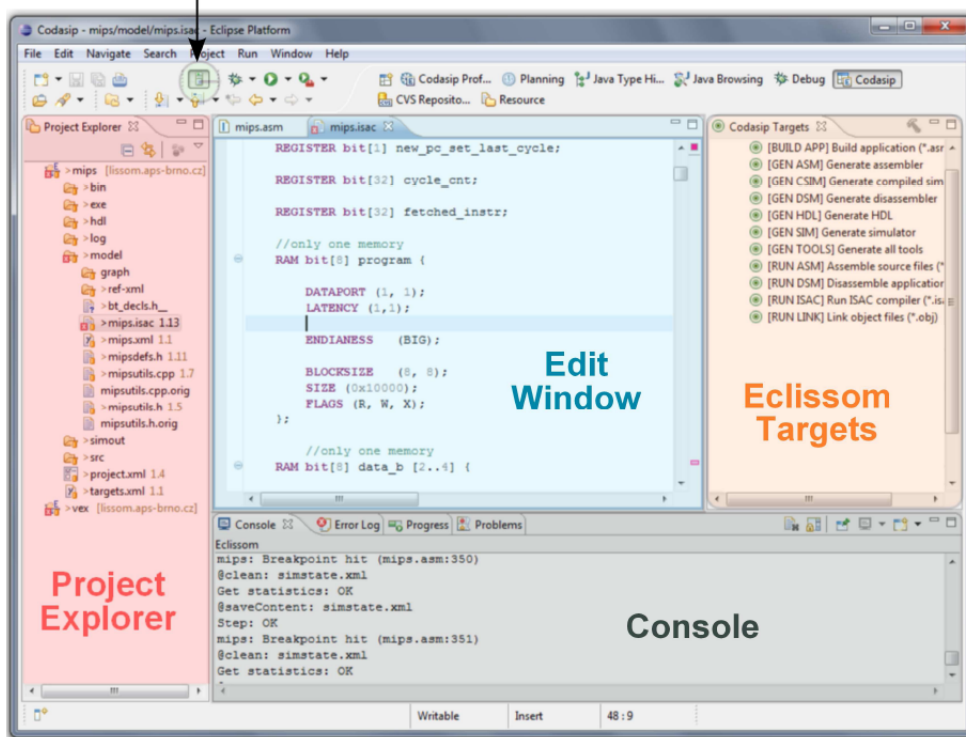 Codasip - mips/model/mips.isac - Eclipse Platform
File Edit Navigate Search Project Run Window Help
Codasip Prof... Planning Java Type Hi... Java Browsing Debug Codasip
CVS Reposito... Resource
Project Explorer
>mips [lissom.aps-brno.cz]
>bin
>exe
>hdl
>log
>model
graph
>ref-xml
>bt_decls.h__
>mips.isac 1.13
>mips.xml 1.1
>mipsdefs.h 1.11
>mipsutils.cpp 1.7
mipsutils.cpp.orig
>mipsutils.h 1.5
mipsutils.h.orig
>simout
>src
>project.xml 1.4
>targets.xml 1.1
>vex [lissom.aps-brno.cz]
Project
Explorer
mips.asm mips.isac
REGISTER bit[1] new_pc_set_last_cycle;
REGISTER bit[32] cycle_cnt;
REGISTER bit[32] fetched_instr;
//only one memory
RAM bit[8] program {
DATAPORT (1, 1);
LATENCY (1,1);
ENDIANESS (BIG);
BLOCKSIZE (8, 8);
SIZE (0x10000);
FLAGS (R, W, X);
};
//only one memory
RAM bit[8] data_b [2..4] {
Edit
Window
Codasip Targets
[BUILD APP] Build application (*.asr
[GEN ASM] Generate assembler
[GEN CSIM] Generate compiled sim
[GEN DSM] Generate disassembler
[GEN HDL] Generate HDL
[GEN SIM] Generate simulator
[GEN TOOLS] Generate all tools
[RUN ASM] Assemble source files (*
[RUN DSM] Disassemble application
[RUN ISAC] Run ISAC compiler (*.isa
[RUN LINK] Link object files (*.obj)
Eclissom
Targets
Console Error Log Progress Problems
Eclissom
mips: Breakpoint hit (mips.asm:350)
@clean: simstate.xml
Get statistics: OK
@saveContent: simstate.xml
Step: OK
mips: Breakpoint hit (mips.asm:351)
@clean: simstate.xml
Get statistics: OK
Console
Writable Insert 48:9